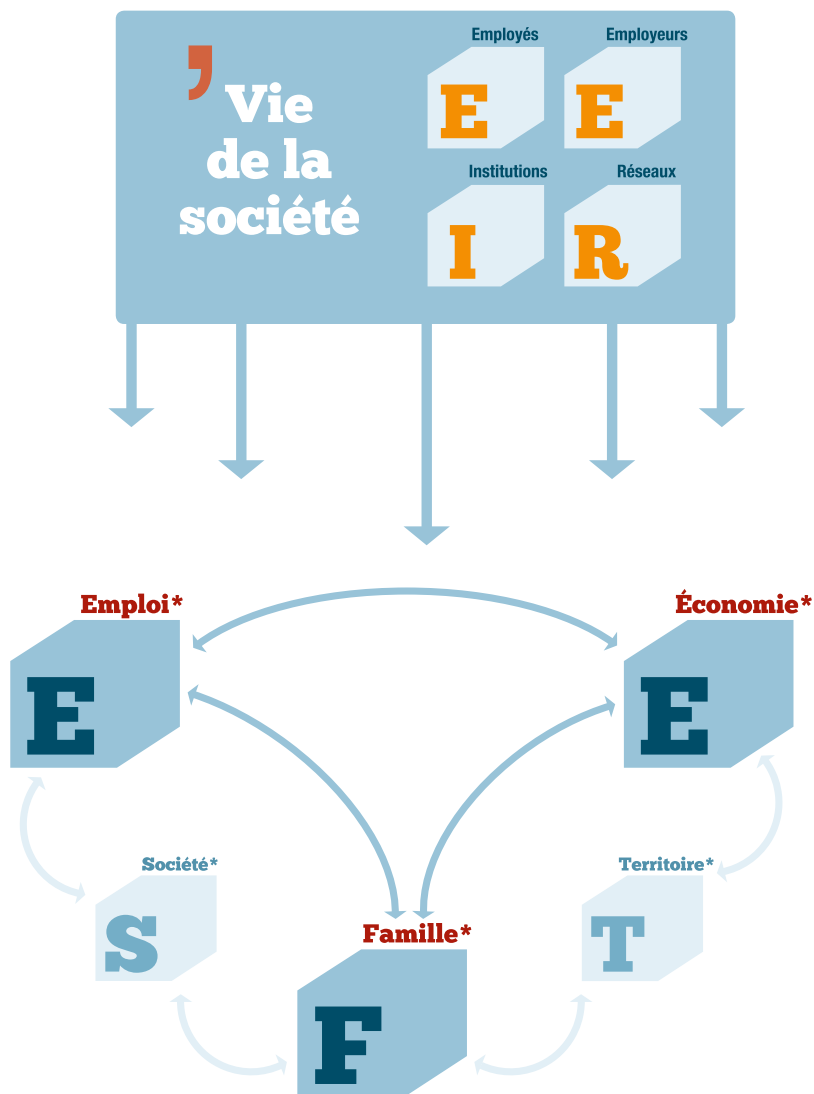 ’
Vie
de la
société
Employés
E
Employeurs
E
Institutions
I
Réseaux
R
Emploi*
E
Économie*
E
Société*
S
Territoire*
T
Famille*
F